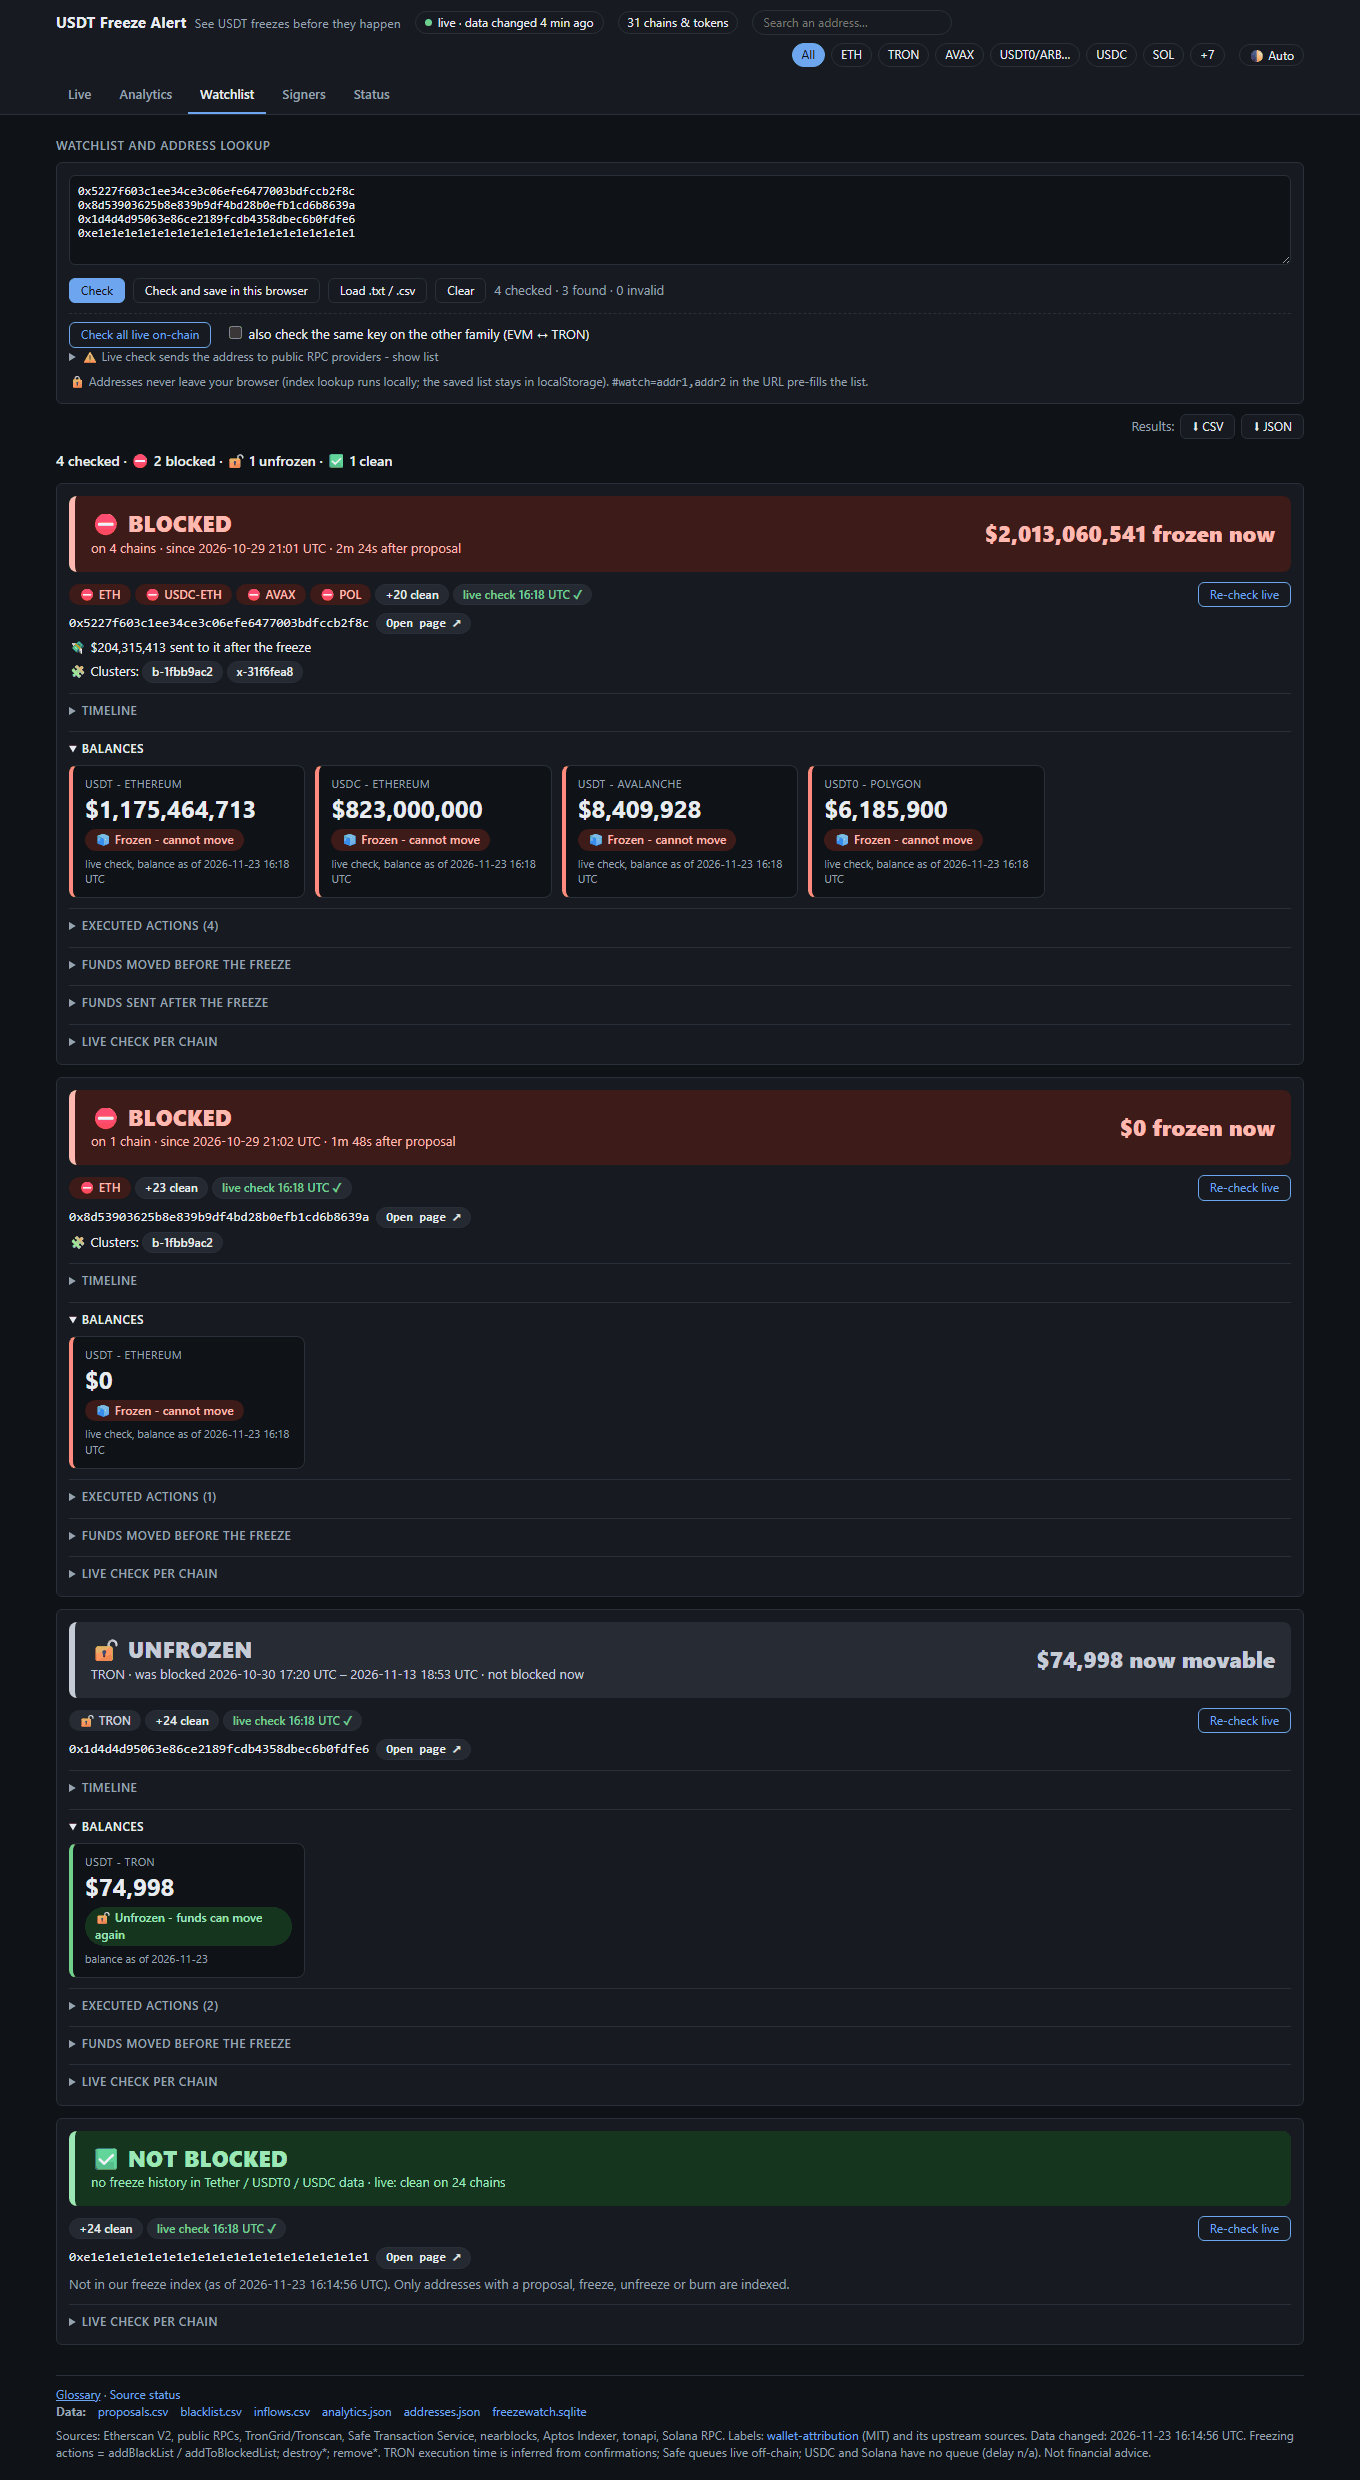 USDT Freeze Alert See USDT freezes before they happen live · data changed 4 min ago 31 chains & tokens Search an address...
All ETH TRON AVAX USDT0/ARB... USDC SOL +7 Auto
Live Analytics Watchlist Signers Status
WATCHLIST AND ADDRESS LOOKUP
0x5227f603c1ee34ce3c06efe6477003bdfccb2f8c
0x8d53903625b8e839b9df4bd28b0efb1cd6b8639a
0x1d4d4d95063e86ce2189fcdb4358dbec6b0fdfe6
0xe1e1e1e1e1e1e1e1e1e1e1e1e1e1e1e1e1e1e1e1
Check Check and save in this browser Load .txt / .csv Clear 4 checked · 3 found · 0 invalid
Check all live on-chain also check the same key on the other family (EVM ↔ TRON)
▶ ⚠️ Live check sends the address to public RPC providers - show list
🔒 Addresses never leave your browser (index lookup runs locally; the saved list stays in localStorage). #watch=addr1,addr2 in the URL pre-fills the list.
Results: ⬇ CSV ⬇ JSON
4 checked · ⛔ 2 blocked · 🔓 1 unfrozen · ✅ 1 clean
⛔ BLOCKED
on 4 chains · since 2026-10-29 21:01 UTC · 2m 24s after proposal
$2,013,060,541 frozen now
⛔ ETH ⛔ USDC-ETH ⛔ AVAX ⛔ POL +20 clean live check 16:18 UTC ✓ Re-check live
0x5227f603c1ee34ce3c06efe6477003bdfccb2f8c Open page ↗
💸 $204,315,413 sent to it after the freeze
🧩 Clusters: b-1fbb9ac2 x-31f6fea8
▶ TIMELINE
▼ BALANCES
USDT - ETHEREUM
$1,175,464,713
🧊 Frozen - cannot move
live check, balance as of 2026-11-23 16:18
UTC
USDC - ETHEREUM
$823,000,000
🧊 Frozen - cannot move
live check, balance as of 2026-11-23 16:18
UTC
USDT - AVALANCHE
$8,409,928
🧊 Frozen - cannot move
live check, balance as of 2026-11-23 16:18
UTC
USDT0 - POLYGON
$6,185,900
🧊 Frozen - cannot move
live check, balance as of 2026-11-23 16:18
UTC
▶ EXECUTED ACTIONS (4)
▶ FUNDS MOVED BEFORE THE FREEZE
▶ FUNDS SENT AFTER THE FREEZE
▶ LIVE CHECK PER CHAIN
⛔ BLOCKED
on 1 chain · since 2026-10-29 21:02 UTC · 1m 48s after proposal
$0 frozen now
⛔ ETH +23 clean live check 16:18 UTC ✓ Re-check live
0x8d53903625b8e839b9df4bd28b0efb1cd6b8639a Open page ↗
🧩 Clusters: b-1fbb9ac2
▶ TIMELINE
▼ BALANCES
USDT - ETHEREUM
$0
🧊 Frozen - cannot move
live check, balance as of 2026-11-23 16:18
UTC
▶ EXECUTED ACTIONS (1)
▶ FUNDS MOVED BEFORE THE FREEZE
▶ LIVE CHECK PER CHAIN
🔓 UNFROZEN
TRON · was blocked 2026-10-30 17:20 UTC – 2026-11-13 18:53 UTC · not blocked now
$74,998 now movable
🔓 TRON +24 clean live check 16:18 UTC ✓ Re-check live
0x1d4d4d95063e86ce2189fcdb4358dbec6b0fdfe6 Open page ↗
▶ TIMELINE
▼ BALANCES
USDT - TRON
$74,998
🔓 Unfrozen - funds can move
again
balance as of 2026-11-23
▶ EXECUTED ACTIONS (2)
▶ FUNDS MOVED BEFORE THE FREEZE
▶ LIVE CHECK PER CHAIN
✅ NOT BLOCKED
no freeze history in Tether / USDT0 / USDC data · live: clean on 24 chains
+24 clean live check 16:18 UTC ✓ Re-check live
0xe1e1e1e1e1e1e1e1e1e1e1e1e1e1e1e1e1e1e1e1 Open page ↗
Not in our freeze index (as of 2026-11-23 16:14:56 UTC). Only addresses with a proposal, freeze, unfreeze or burn are indexed.
▶ LIVE CHECK PER CHAIN
Glossary · Source status
Data: proposals.csv blacklist.csv inflows.csv analytics.json addresses.json freezewatch.sqlite
Sources: Etherscan V2, public RPCs, TronGrid/Tronscan, Safe Transaction Service, nearblocks, Aptos Indexer, tonapi, Solana RPC. Labels: wallet-attribution (MIT) and its upstream sources. Data changed: 2026-11-23 16:14:56 UTC. Freezing
actions = addBlackList / addToBlockedList; destroy*; remove*. TRON execution time is inferred from confirmations; Safe queues live off-chain; USDC and Solana have no queue (delay n/a). Not financial advice.